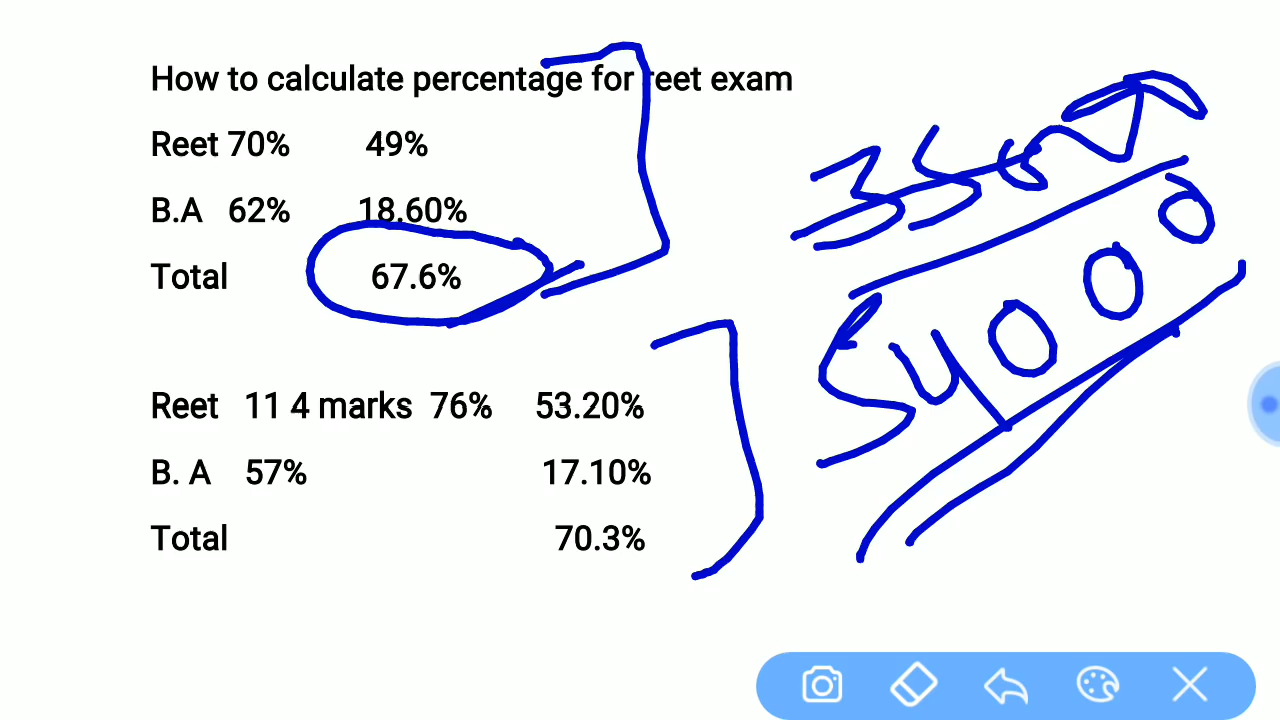 How to calculate percentage for reet exam
Reet 70% 49%
B.A 62% 18.60%
Total 67.6%
Reet 11 4 marks 76% 53.20%
B. A 57% 17.10%
Total 70.3%
54000